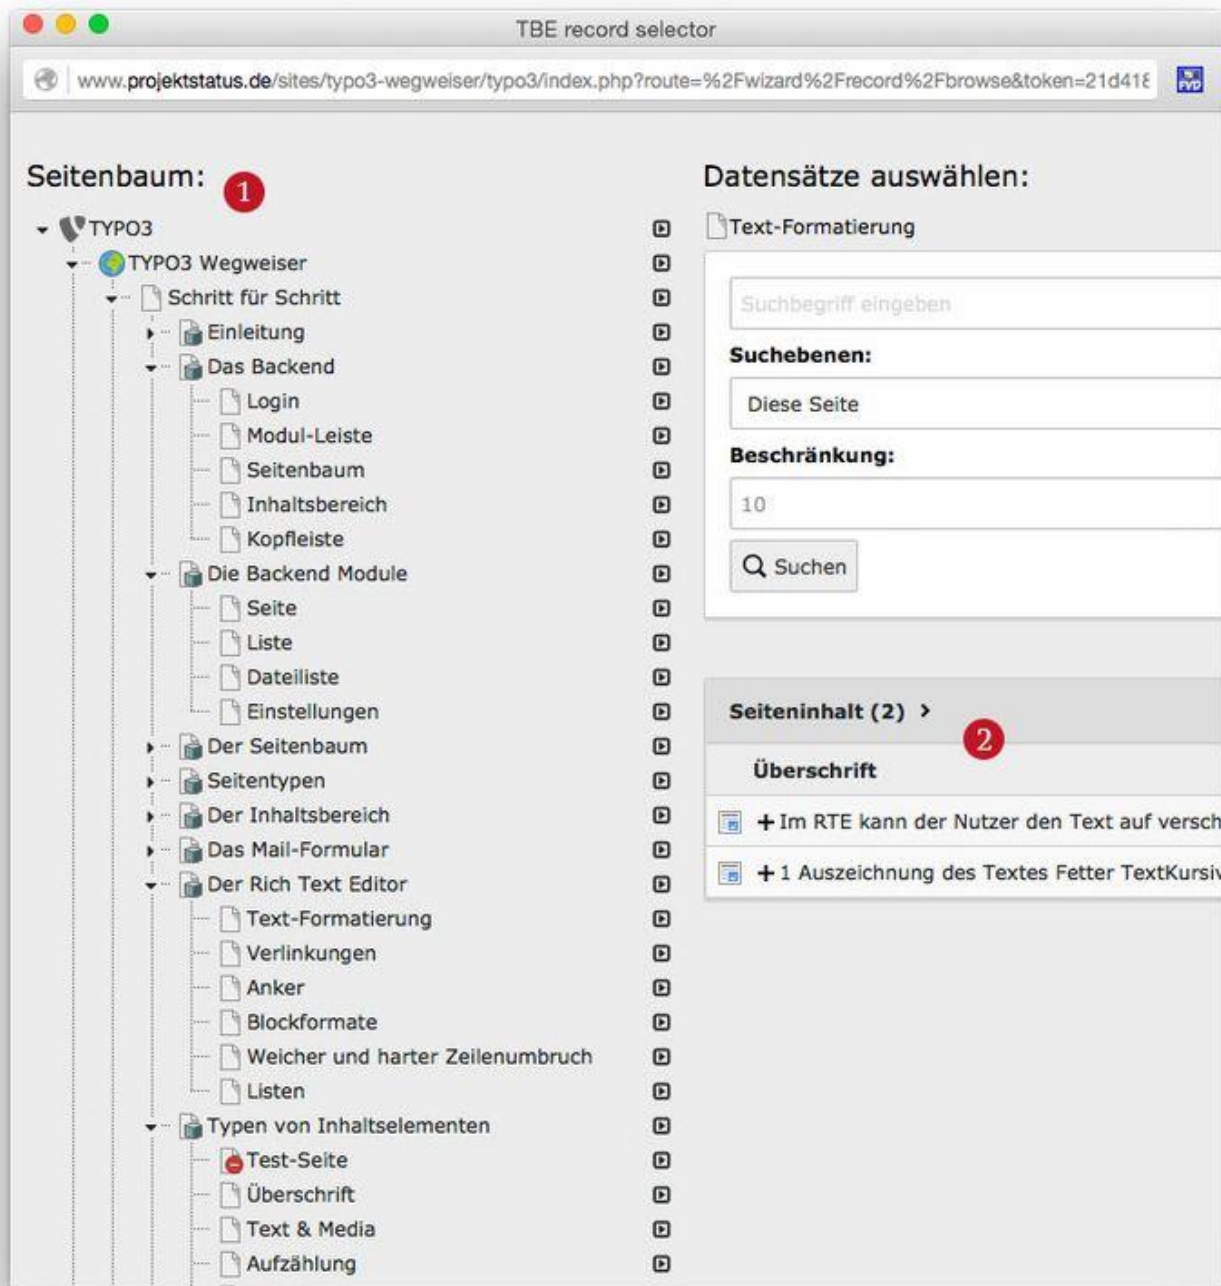 TBE record selector
www.projektstatus.de/sites/typo3-wegweiser/typo3/index.php?route=%2Fwizard%2Frecord%2Fbrowse&token=21d418
Seitenbaum:
1
TYPO3
TYPO3 Wegweiser
Schritt für Schritt
Einleitung
Das Backend
Login
Modul-Leiste
Seitenbaum
Inhaltsbereich
Kopfleiste
Die Backend Module
Seite
Liste
Dateiliste
Einstellungen
Der Seitenbaum
Seitentypen
Der Inhaltsbereich
Das Mail-Formular
Der Rich Text Editor
Text-Formatierung
Verlinkungen
Anker
Blockformate
Weicher und harter Zeilenumbruch
Listen
Typen von Inhaltselementen
Test-Seite
Überschrift
Text & Media
Aufzählung
Datensätze auswählen:
Text-Formatierung
Suchbegriff eingeben
Suchebenen:
Diese Seite
Beschränkung:
10
Suchen
Seiteninhalt (2)
2
Überschrift
Im RTE kann der Nutzer den Text auf versch
1 Auszeichnung des Textes Fetter TextKursiv